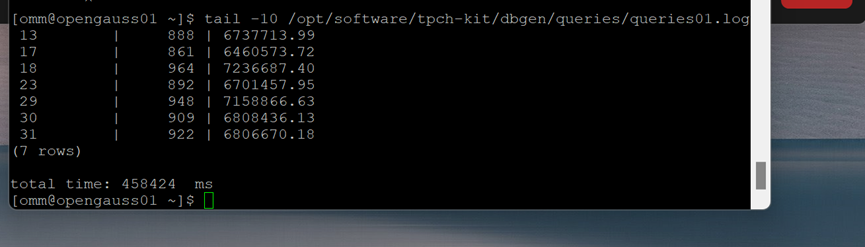 [omm@opengauss01 ~]$ tail -10 /opt/software/tpch-kit/dbgen/queries/queries01.log
13 | 888 | 6737713.99
17 | 861 | 6460573.72
18 | 964 | 7236687.40
23 | 892 | 6701457.95
29 | 948 | 7158866.63
30 | 909 | 6808436.13
31 | 922 | 6806670.18
(7 rows)
total time: 458424 ms
[omm@opengauss01 ~]$